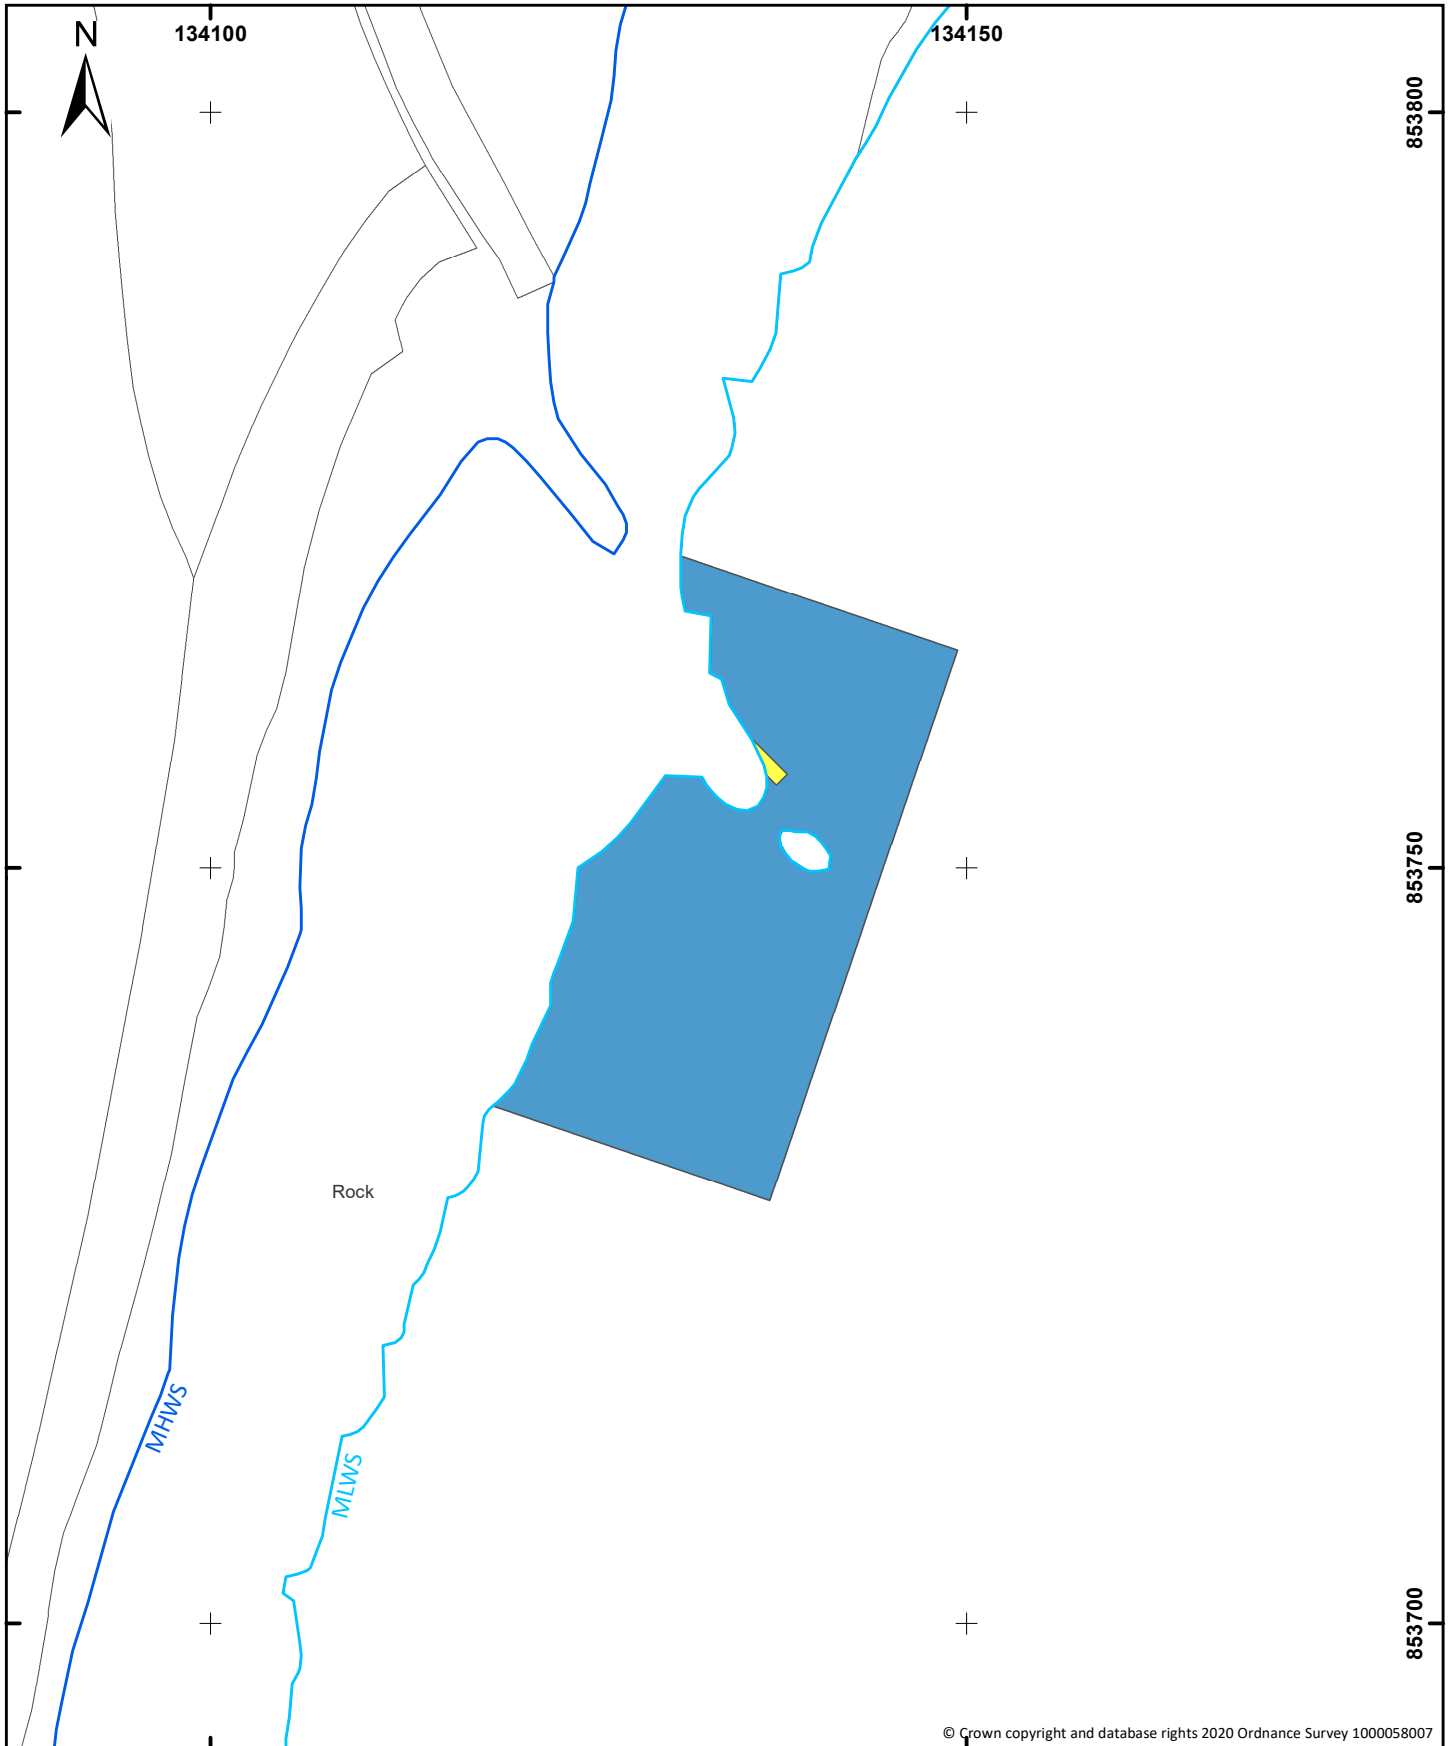 N
134100
134150
853800
853750
Rock
MHWS
MLWS
853700
© Crown copyright and database rights 2020 Ordnance Survey 1000058007